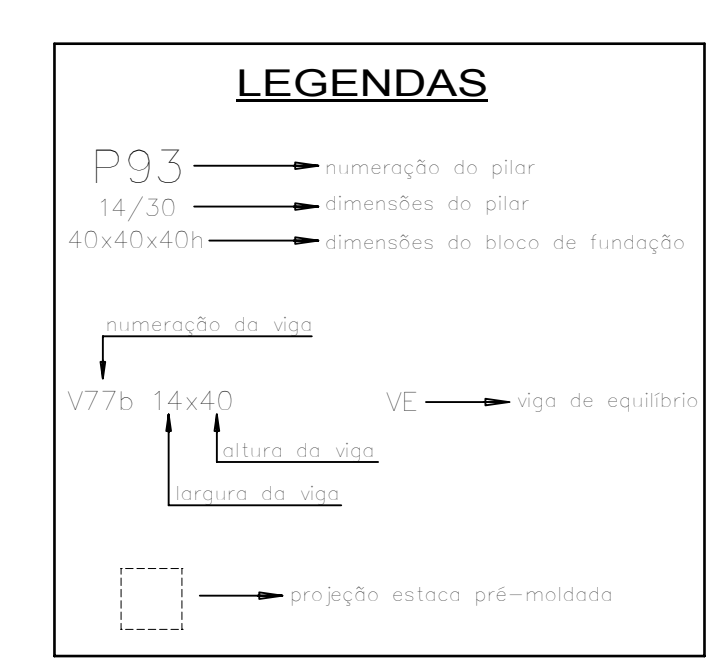 LEGENDAS
P93 numeração do pilar
14/30 dimensões do pilar
40x40x40h dimensões do bloco de fundação
numeração da viga
V77b 14x40 VE viga de equilíbrio
altura da viga
largura da viga
projeção estaca pré-moldada